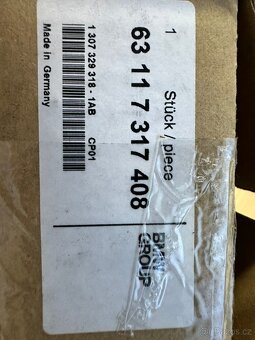 1 Stück / piece
BMW
GROUP
63 11 7 317 408
1 307 329 318 - 1AB CP01
Made in Germany